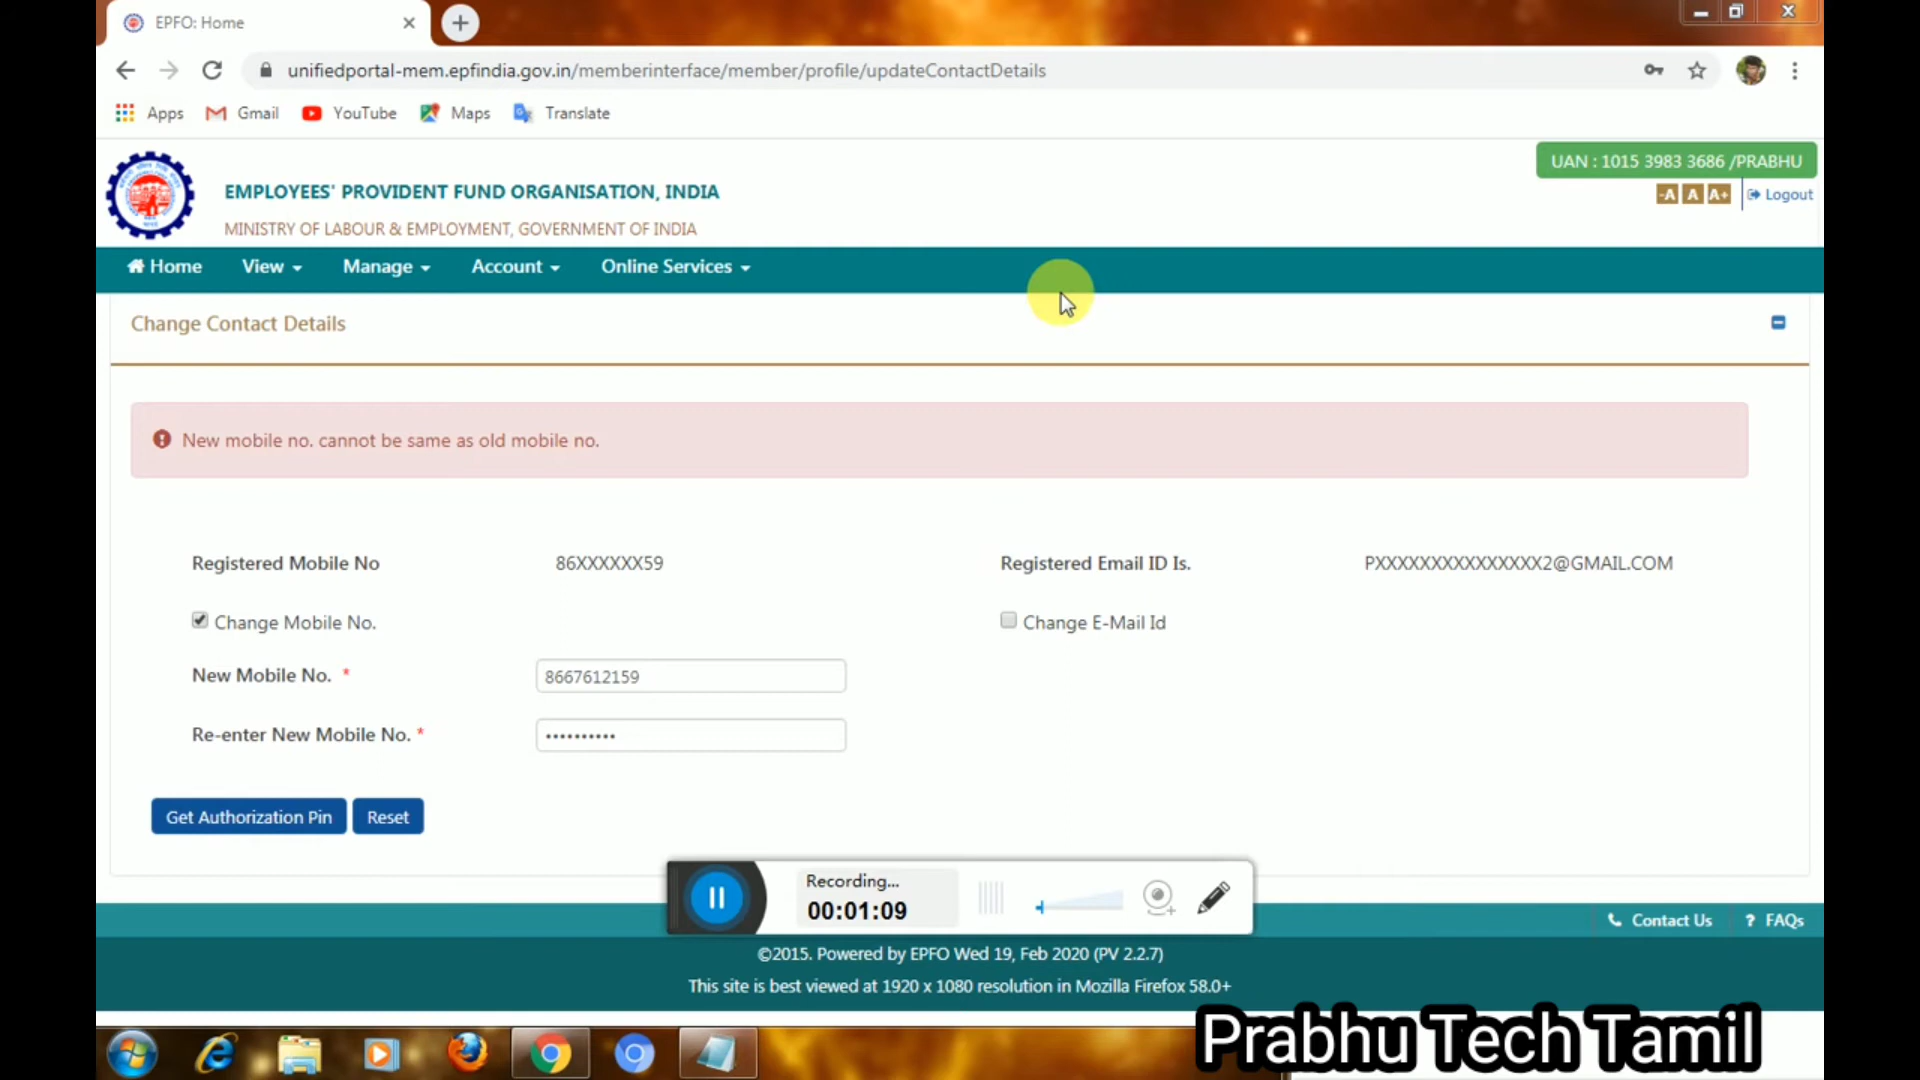 EPFO: Home
unifiedportal-mem.epfindia.gov.in/memberinterface/member/profile/updateContactDetails
Apps Gmail YouTube Maps Translate
UAN : 1015 3983 3686 /PRABHU
EMPLOYEES' PROVIDENT FUND ORGANISATION, INDIA
-A A A+ Logout
MINISTRY OF LABOUR & EMPLOYMENT, GOVERNMENT OF INDIA
Home View Manage Account Online Services
Change Contact Details
New mobile no. cannot be same as old mobile no.
Registered Mobile No 86XXXXXX59 Registered Email ID Is. PXXXXXXXXXXXXXXX2@GMAIL.COM
Change Mobile No. Change E-Mail Id
New Mobile No. * 8667612159
Re-enter New Mobile No. * ••••••••••
Get Authorization Pin Reset
Recording...
00:01:09
Contact Us ? FAQs
©2015. Powered by EPFO Wed 19, Feb 2020 (PV 2.2.7)
This site is best viewed at 1920 x 1080 resolution in Mozilla Firefox 58.0+
Prabhu Tech Tamil